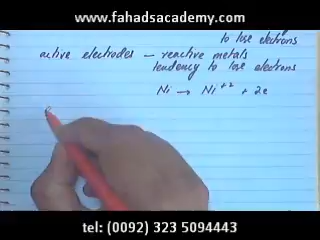 www.fahadsacademy.com
to lose electrons
active electrodes – reactive metals
tendency to lose electrons
Ni → Ni⁺² + 2e
tel: (0092) 323 5094443